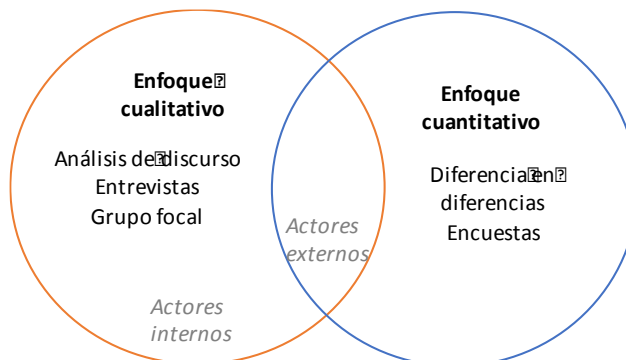 Enfoque
cualitativo
Análisis de discurso
Entrevistas
Grupo focal
Actores
internos
Actores
externos
Enfoque
cuantitativo
Diferencia en
diferencias
Encuestas